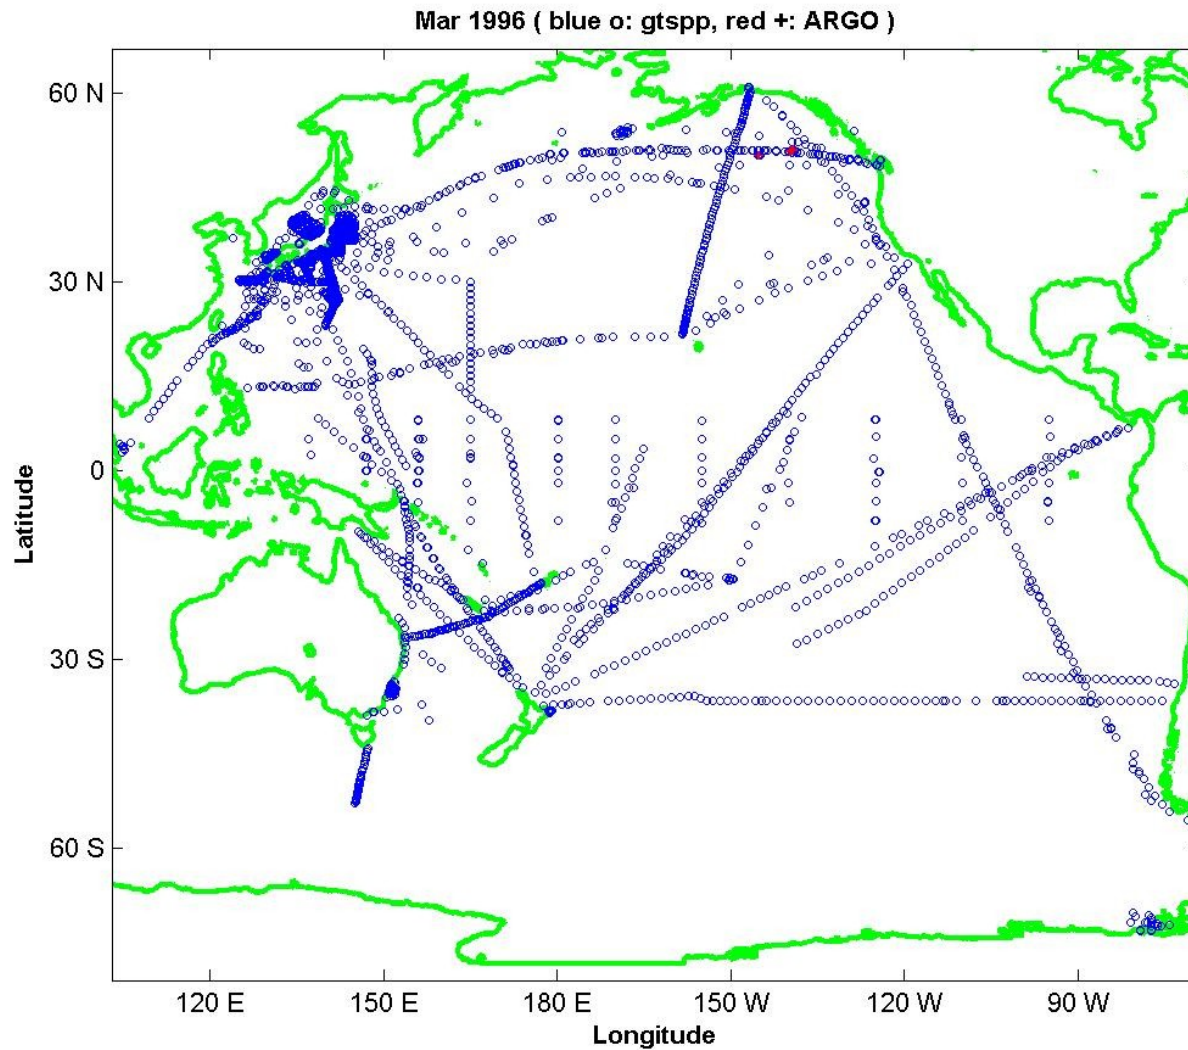 Mar 1996 ( blue o: gtspp, red +: ARGO )
60 N
30 N
0
30 S
60 S
Latitude
120 E
150 E
180 E
150 W
120 W
90 W
Longitude